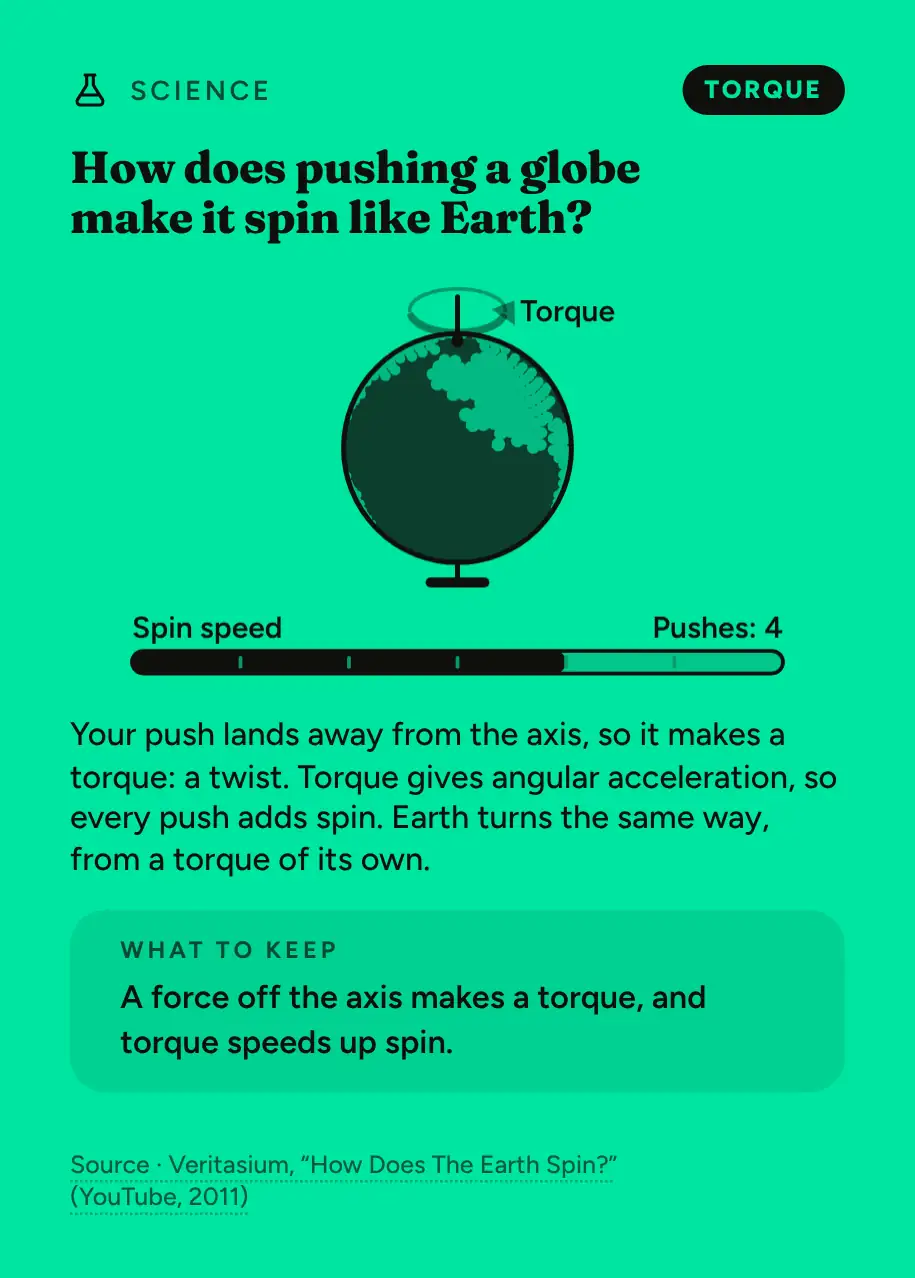 SCIENCE
TORQUE
How does pushing a globe
make it spin like Earth?
Torque
Spin speed
Pushes: 4
Your push lands away from the axis, so it makes a
torque: a twist. Torque gives angular acceleration, so
every push adds spin. Earth turns the same way,
from a torque of its own.
WHAT TO KEEP
A force off the axis makes a torque, and
torque speeds up spin.
Source · Veritasium, “How Does The Earth Spin?”
(YouTube, 2011)